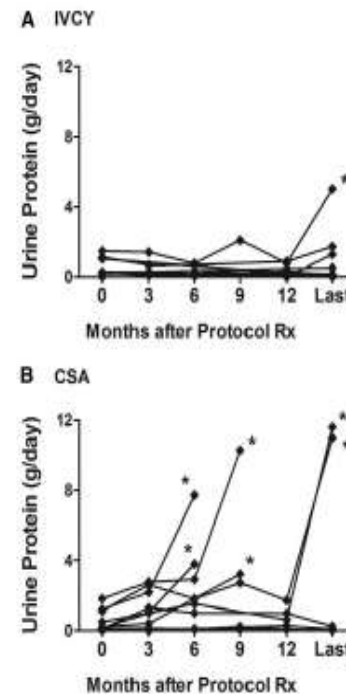 A IVCY
12
8
4
0
Urine Protein (g/day)
*
0 3 6 9 12 Last
Months after Protocol Rx
B CSA
12
8
4
0
Urine Protein (g/day)
*
*
*
*
*
*
0 3 6 9 12 Last
Months after Protocol Rx